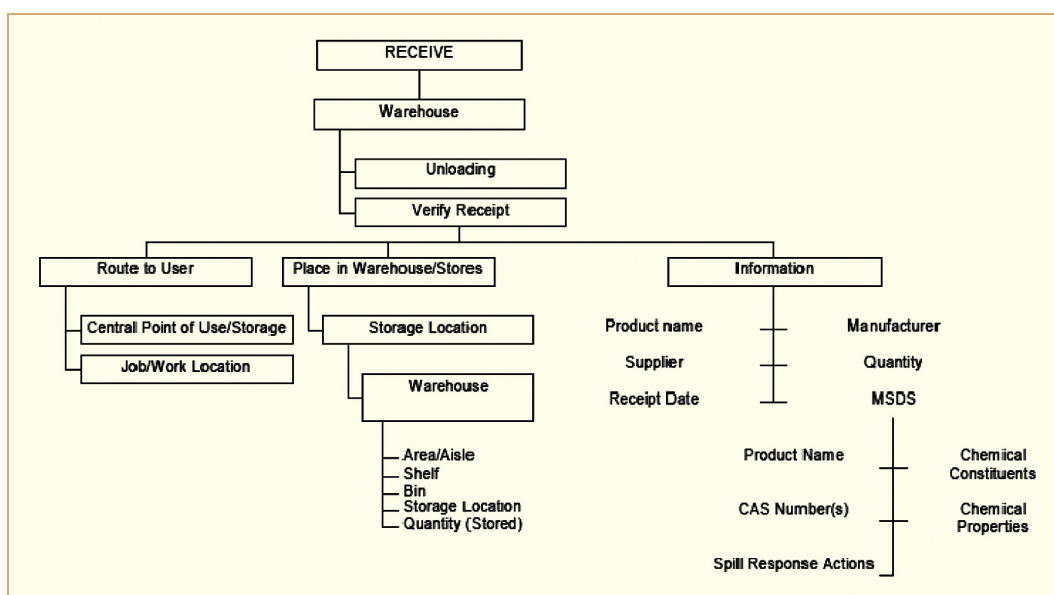 RECEIVE
Warehouse
Unloading
Verify Receipt
Route to User
Place in Warehouse/Stores
Information
Central Point of Use/Storage
Job/Work Location
Storage Location
Warehouse
Area/Aisle
Shelf
Bin
Storage Location
Quantity (Stored)
Product name
Manufacturer
Supplier
Quantity
Receipt Date
MSDS
Product Name
Chemical
Constituents
CAS Number(s)
Chemical
Properties
Spill Response Actions